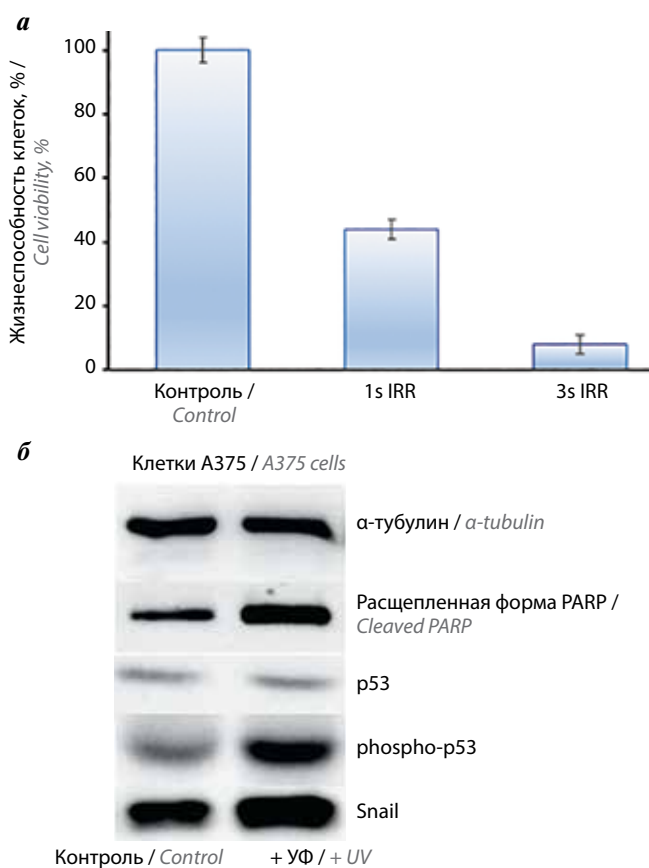 а
Жизнеспособность клеток, % /
Cell viability, %
100
80
60
40
20
0
Контроль /
Control
1s IRR
3s IRR
б
Клетки А375 / A375 cells
α-тубулин / α-tubulin
Расщепленная форма PARP /
Cleaved PARP
p53
phospho-p53
Snail
Контроль / Control
+ УФ / + UV